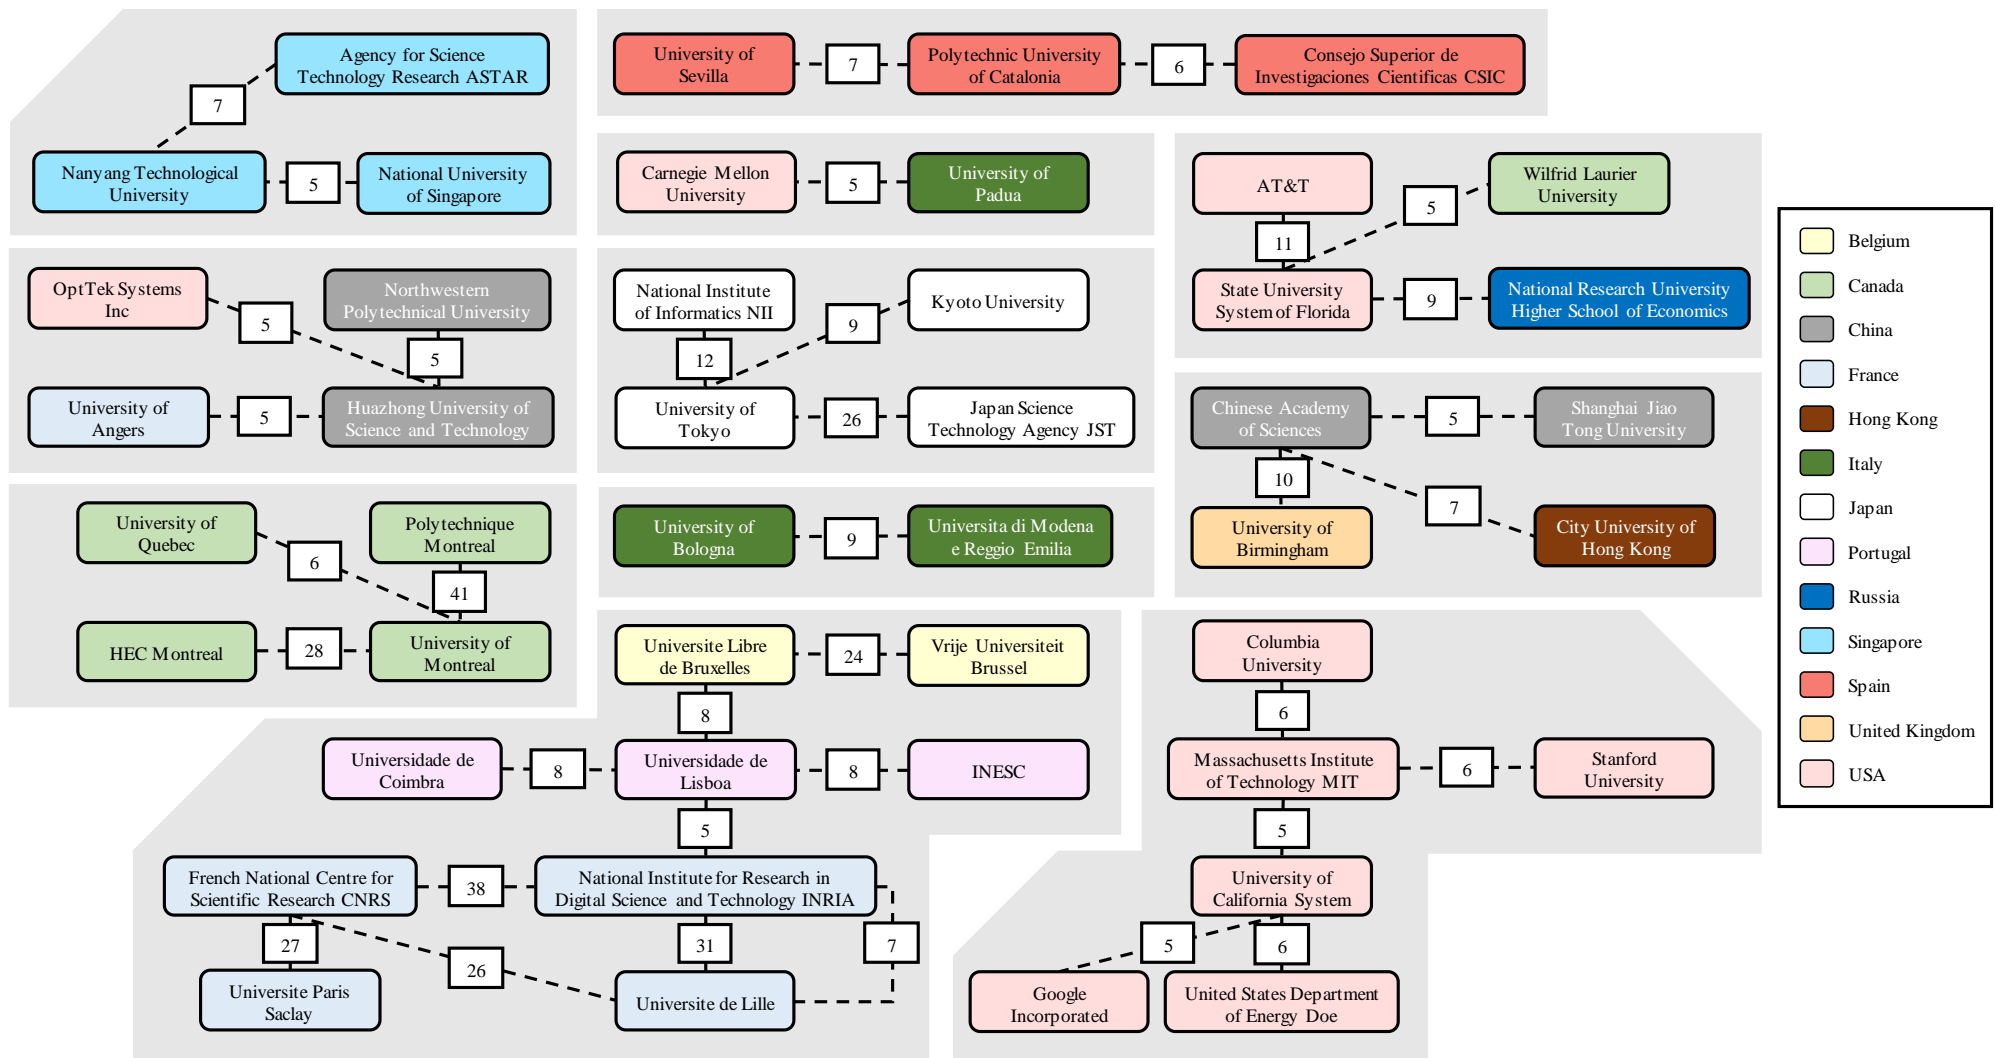 Agency for Science
Technology Research ASTAR
7
Nanyang Technological
University
5
National University
of Singapore
University of
Sevilla
7
Polytechnic University
of Catalonia
6
Consejo Superior de
Investigaciones Cientificas CSIC
Carnegie Mellon
University
5
University of
Padua
AT&T
Wilfrid Laurier
University
5
11
State University
System of Florida
9
National Research University
Higher School of Economics
OptTek Systems
Inc
Northwestern
Polytechnical University
5
5
University of
Angers
5
Huazhong University of
Science and Technology
National Institute
of Informatics NII
Kyoto University
9
12
University of
Tokyo
26
Japan Science
Technology Agency JST
Chinese Academy
of Sciences
5
Shanghai Jiao
Tong University
10
7
University of
Birmingham
City University of
Hong Kong
University of
Quebec
Polytechnique
Montreal
6
41
HEC Montreal
28
University of
Montreal
University of
Bologna
9
Universita di Modena
e Reggio Emilia
Universite Libre
de Bruxelles
24
Vrije Universiteit
Brussel
8
Universidade de
Coimbra
8
Universidade de
Lisboa
8
INESC
5
French National Centre for
Scientific Research CNRS
38
National Institute for Research in
Digital Science and Technology INRIA
27
26
31
7
Universite Paris
Saclay
Universite de Lille
Columbia
University
6
Massachusetts Institute
of Technology MIT
6
Stanford
University
5
University of
California System
5
6
Google
Incorporated
United States Department
of Energy Doe
Belgium
Canada
China
France
Hong Kong
Italy
Japan
Portugal
Russia
Singapore
Spain
United Kingdom
USA